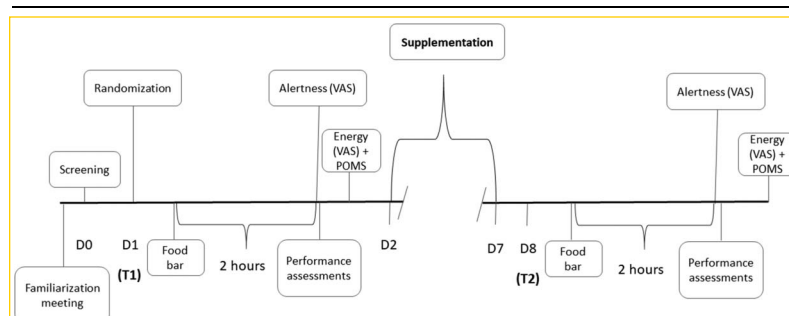 Supplementation
Randomization
Alertness (VAS)
Alertness (VAS)
Energy
(VAS) +
POMS
Energy
(VAS) +
POMS
Screening
D0
D1
(T1)
Food
bar
2 hours
Performance
assessments
D2
D7
D8
(T2)
Food
bar
2 hours
Performance
assessments
Familiarization
meeting